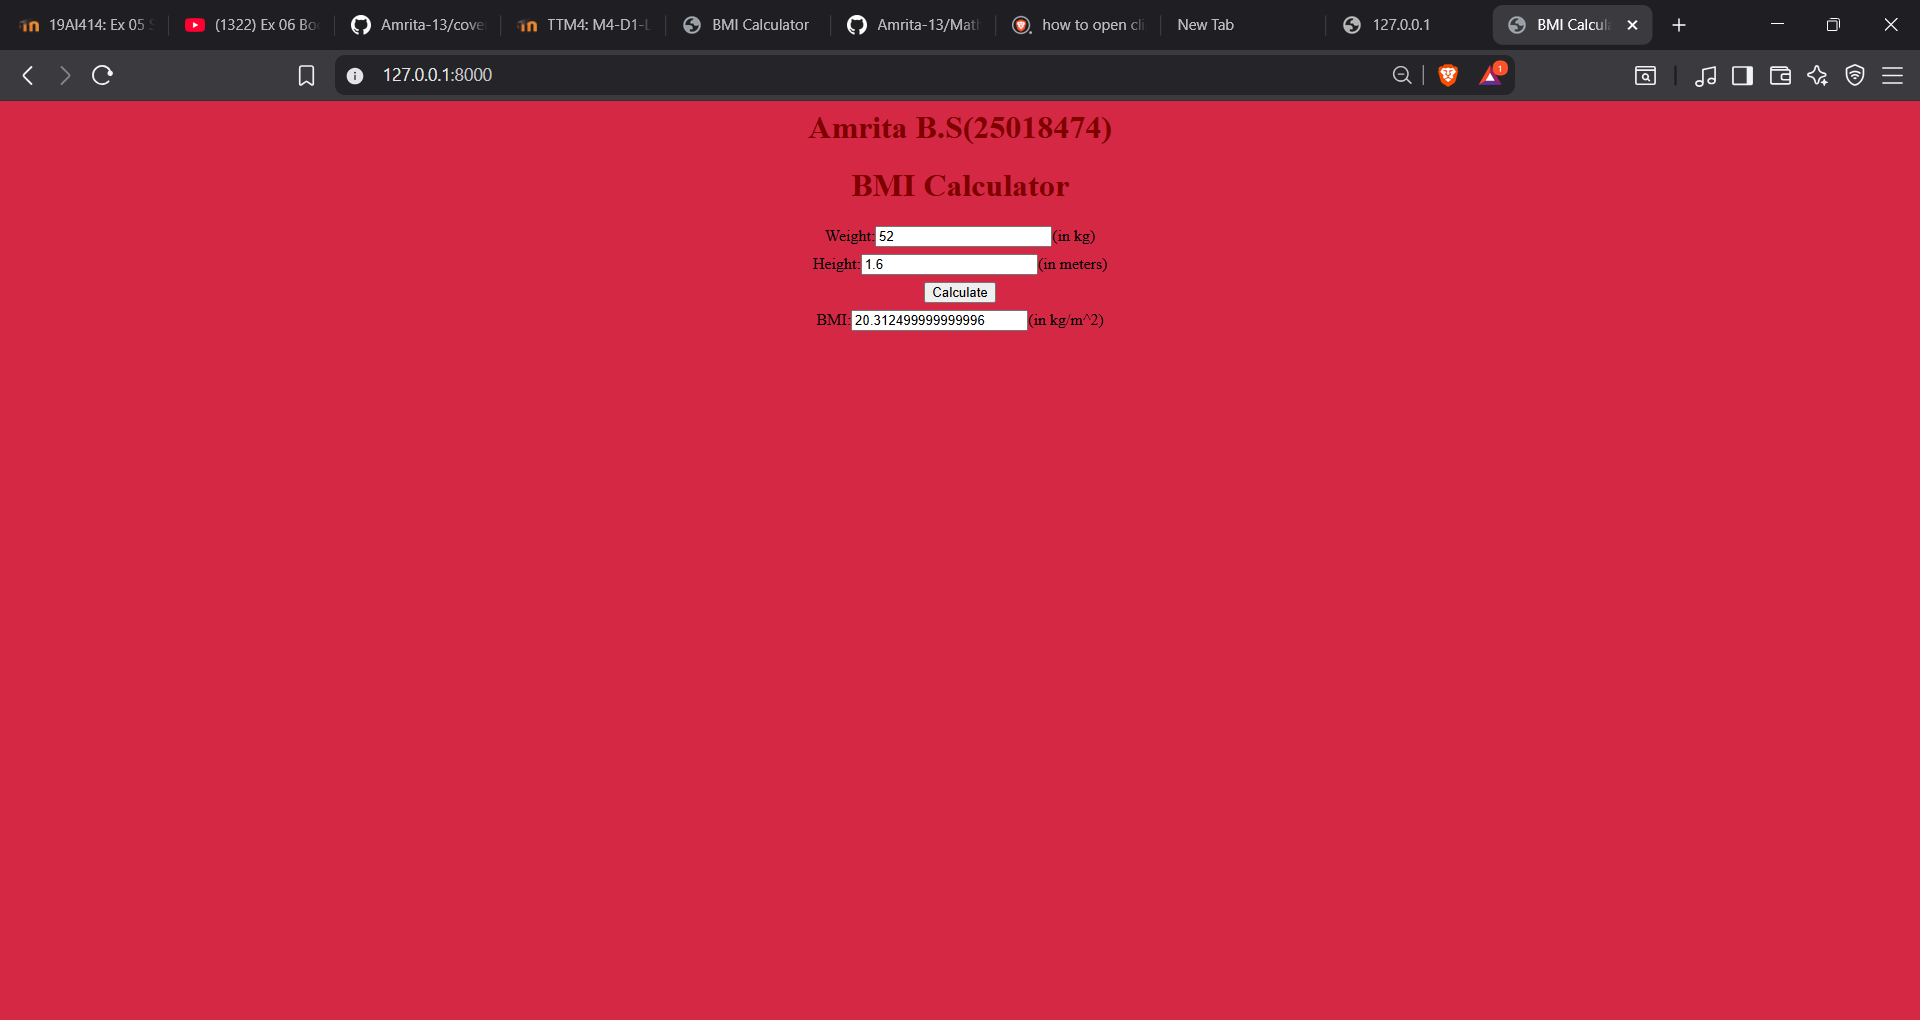 19AI414: Ex 05
(1322) Ex 06 Bo
Amrita-13/cove
TTM4: M4-D1-L
BMI Calculator
Amrita-13/Mat
how to open cli
New Tab
127.0.0.1
BMI Calcul
127.0.0.1:8000
1
Amrita B.S(25018474)
BMI Calculator
Weight: 52 (in kg)
Height: 1.6 (in meters)
Calculate
BMI: 20.312499999999996 (in kg/m^2)